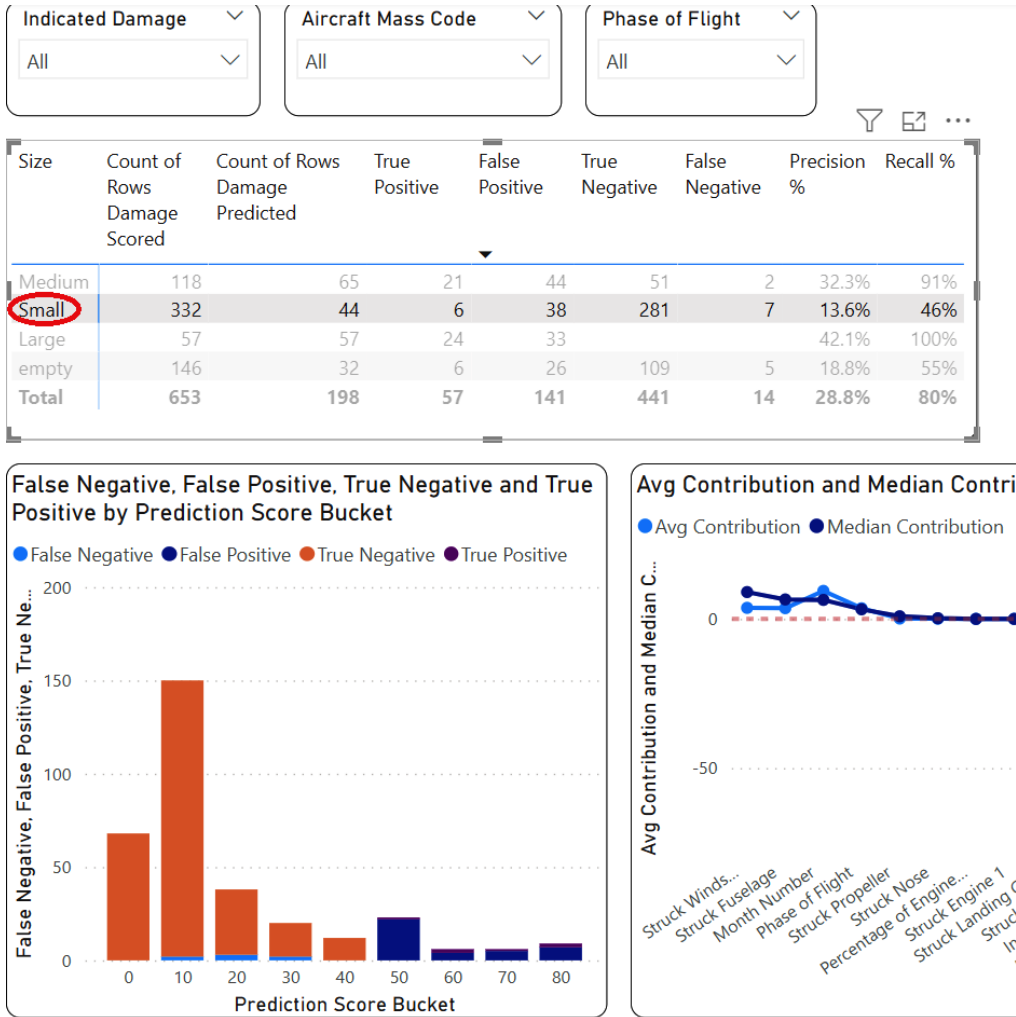 Indicated Damage
All
Aircraft Mass Code
All
Phase of Flight
All
Size Count of Rows Damage Scored Count of Rows Damage Predicted True Positive False Positive True Negative False Negative Precision % Recall %
Medium 118 65 21 44 51 2 32.3% 91%
Small 332 44 6 38 281 7 13.6% 46%
Large 57 57 24 33 42.1% 100%
empty 146 32 6 26 109 5 18.8% 55%
Total 653 198 57 141 441 14 28.8% 80%
False Negative, False Positive, True Negative and True
Positive by Prediction Score Bucket
False Negative False Positive True Negative True Positive
False Negative, False Positive, True Ne...
200
150
100
50
0
0 10 20 30 40 50 60 70 80
Prediction Score Bucket
Avg Contribution and Median Contri
Avg Contribution Median Contribution
Avg Contribution and Median C...
0
-50
Struck Winds...
Struck Fuselage
Month Number
Phase of Flight
Struck Propeller
Struck Nose
Percentage of Engine...
Struck Engine 1
Struck Landing